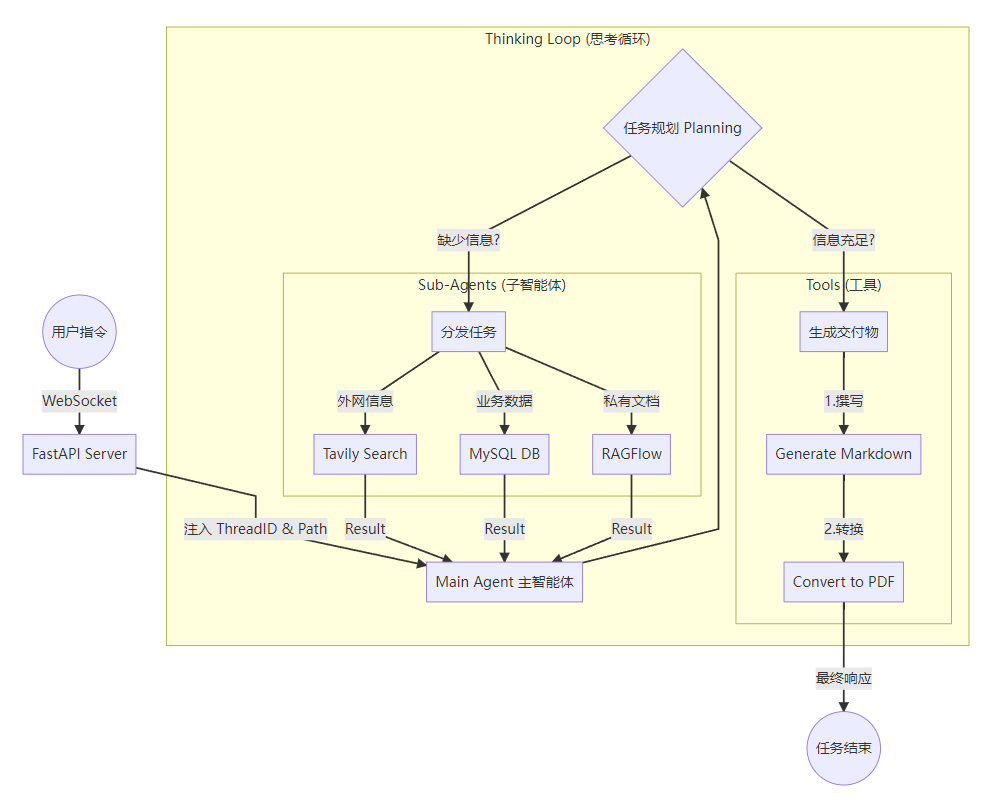 Thinking Loop (思考循环)
任务规划 Planning
缺少信息?
信息充足?
Sub-Agents (子智能体)
Tools (工具)
用户指令
分发任务
生成交付物
WebSocket
外网信息
业务数据
私有文档
1.撰写
FastAPI Server
Tavily Search
MySQL DB
RAGFlow
Generate Markdown
注入 ThreadID & Path
Result
Result
Result
2.转换
Main Agent 主智能体
Convert to PDF
最终响应
任务结束